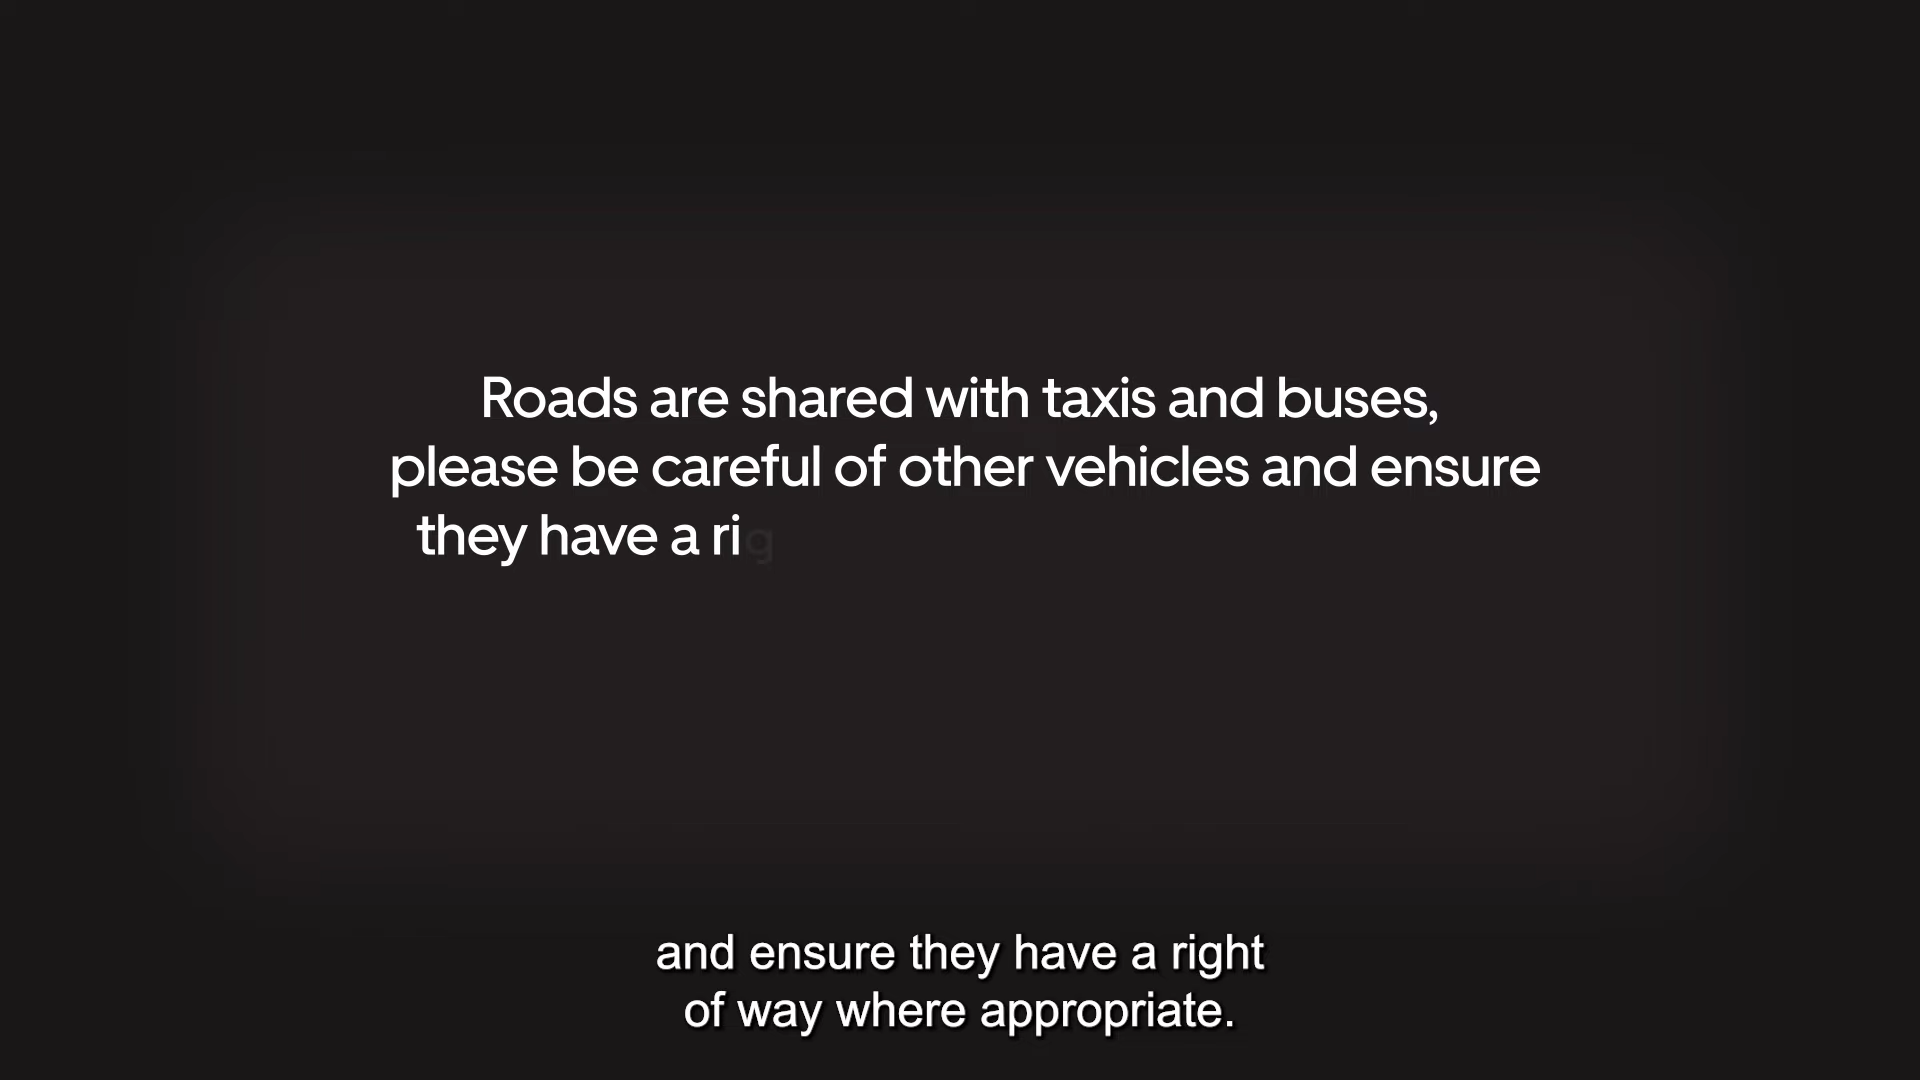 Roads are shared with taxis and buses,
please be careful of other vehicles and ensure
they have a rig
and ensure they have a right
of way where appropriate.